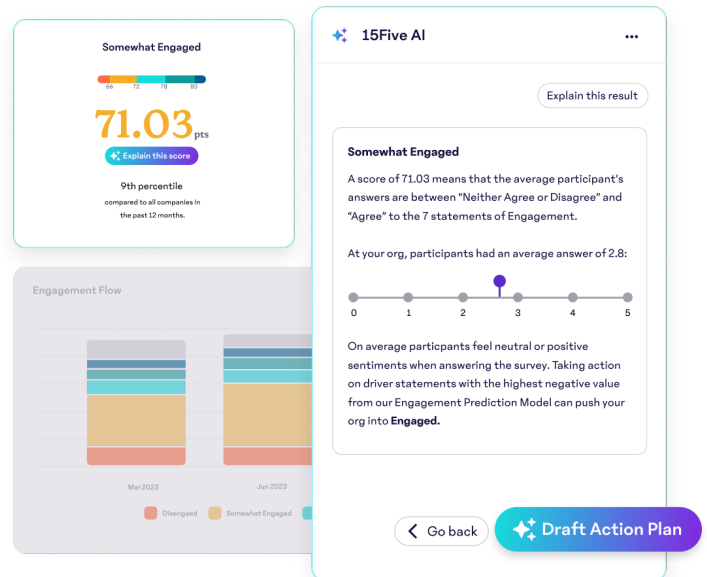 Somewhat Engaged
66 72 78 83
71.03 pts
Explain this score
9th percentile
compared to all companies in
the past 12 months.
Engagement Flow
Mar 2023
Jun 2023
Disengaed
Somewhat Engaged
15Five AI
Explain this result
Somewhat Engaged
A score of 71.03 means that the average participant's
answers are between "Neither Agree or Disagree" and
"Agree" to the 7 statements of Engagement.
At your org, participants had an average answer of 2.8:
0 1 2 3 4 5
On average particpants feel neutral or positive
sentiments when answering the survey. Taking action
on driver statements with the highest negative value
from our Engagement Prediction Model can push your
org into Engaged.
Go back
Draft Action Plan